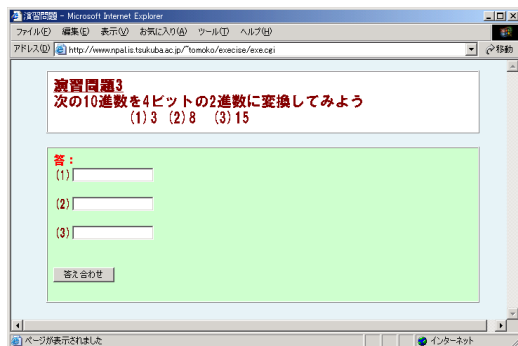 演習問題 - Microsoft Internet Explorer
ファイル(F) 編集(E) 表示(V) お気に入り(A) ツール(T) ヘルプ(H)
アドレス(D) http://www.npal.is.tsukuba.ac.jp/~tomoko/execise/exe.cgi 移動
演習問題3
次の10進数を4ビットの2進数に変換してみよう
(1)3 (2)8 (3)15
答：
(1)
(2)
(3)
答え合わせ
ページが表示されました インターネット